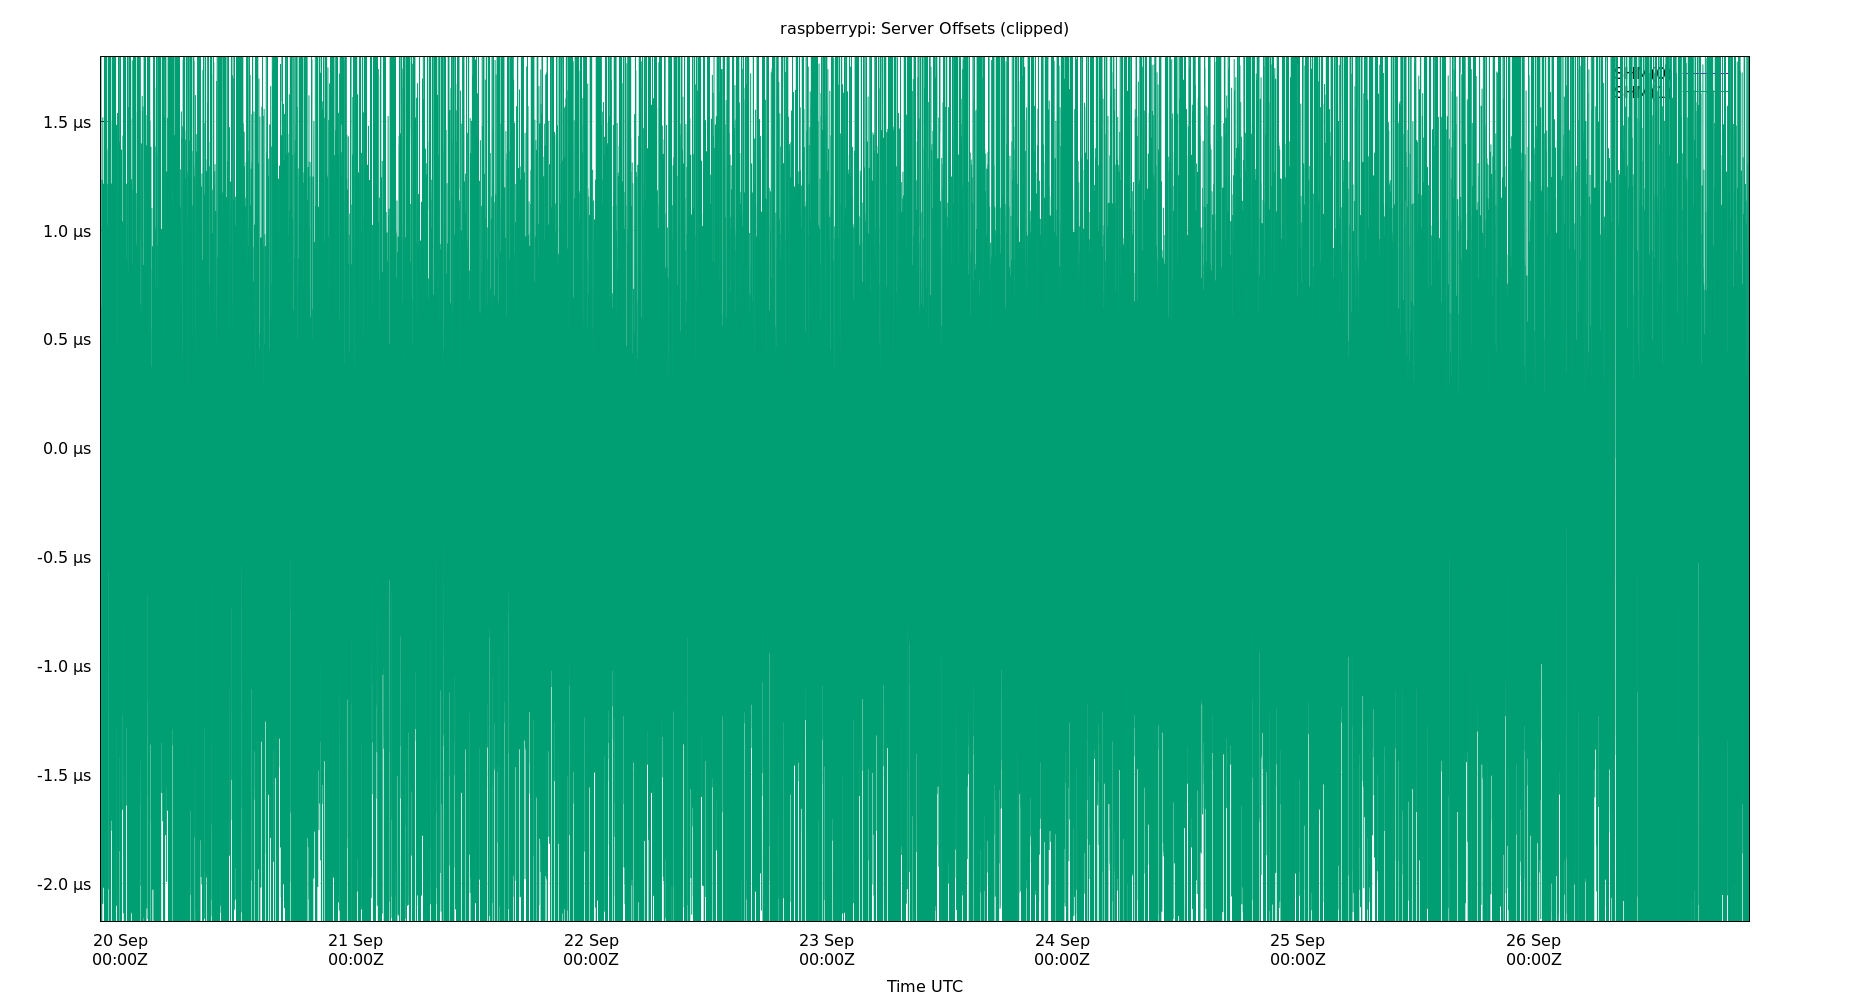 raspberrypi: Server Offsets (clipped)
1.5 µs
1.0 µs
0.5 µs
0.0 µs
-0.5 µs
-1.0 µs
-1.5 µs
-2.0 µs
20 Sep
00:00Z
21 Sep
00:00Z
22 Sep
00:00Z
23 Sep
00:00Z
24 Sep
00:00Z
25 Sep
00:00Z
26 Sep
00:00Z
Time UTC